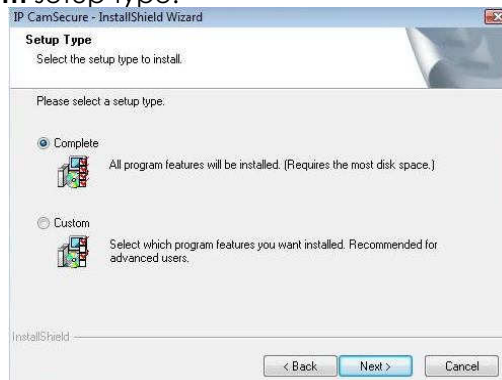 setup type.
IP CamSecure - InstallShield Wizard
Setup Type
Select the setup type to install.
Please select a setup type.
Complete
All program features will be installed. (Requires the most disk space.)
Custom
Select which program features you want installed. Recommended for
advanced users.
InstallShield
< Back Next > Cancel